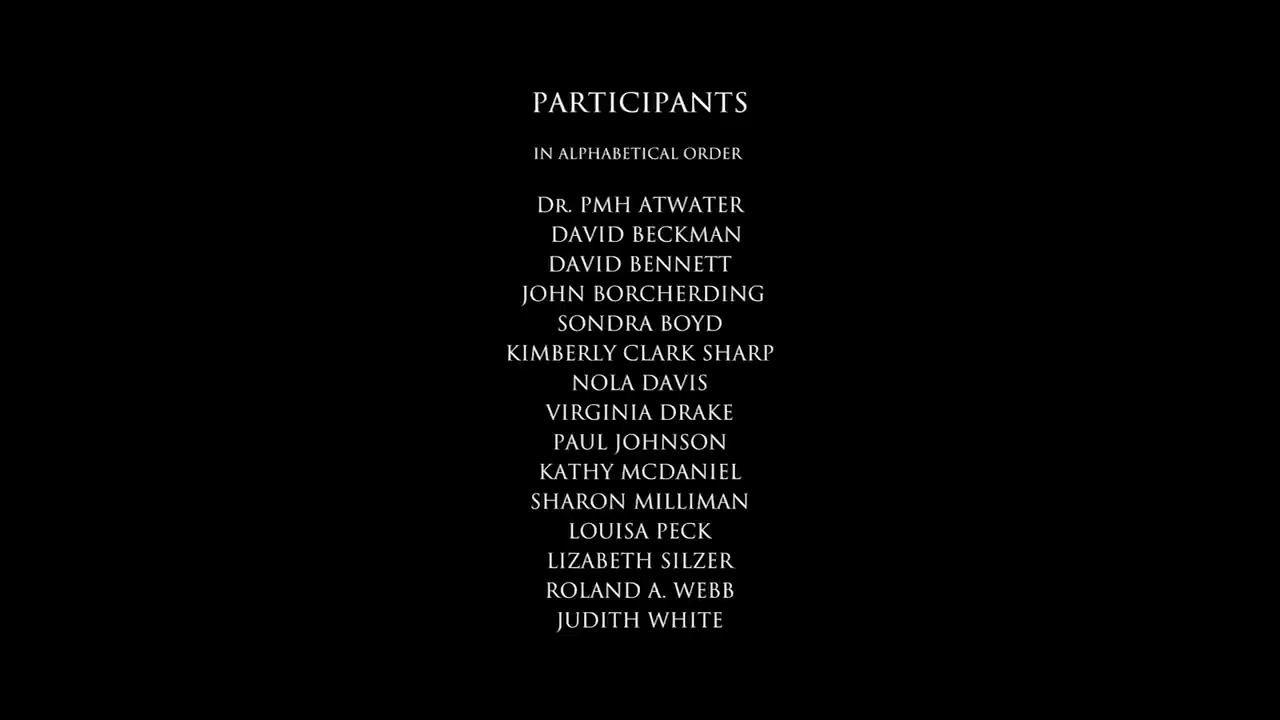 PARTICIPANTS
IN ALPHABETICAL ORDER
Dr. PMH ATWATER
DAVID BECKMAN
DAVID BENNETT
JOHN BORCHERDING
SONDRA BOYD
KIMBERLY CLARK SHARP
NOLA DAVIS
VIRGINIA DRAKE
PAUL JOHNSON
KATHY MCDANIEL
SHARON MILLIMAN
LOUISA PECK
LIZABETH SILZER
ROLAND A. WEBB
JUDITH WHITE